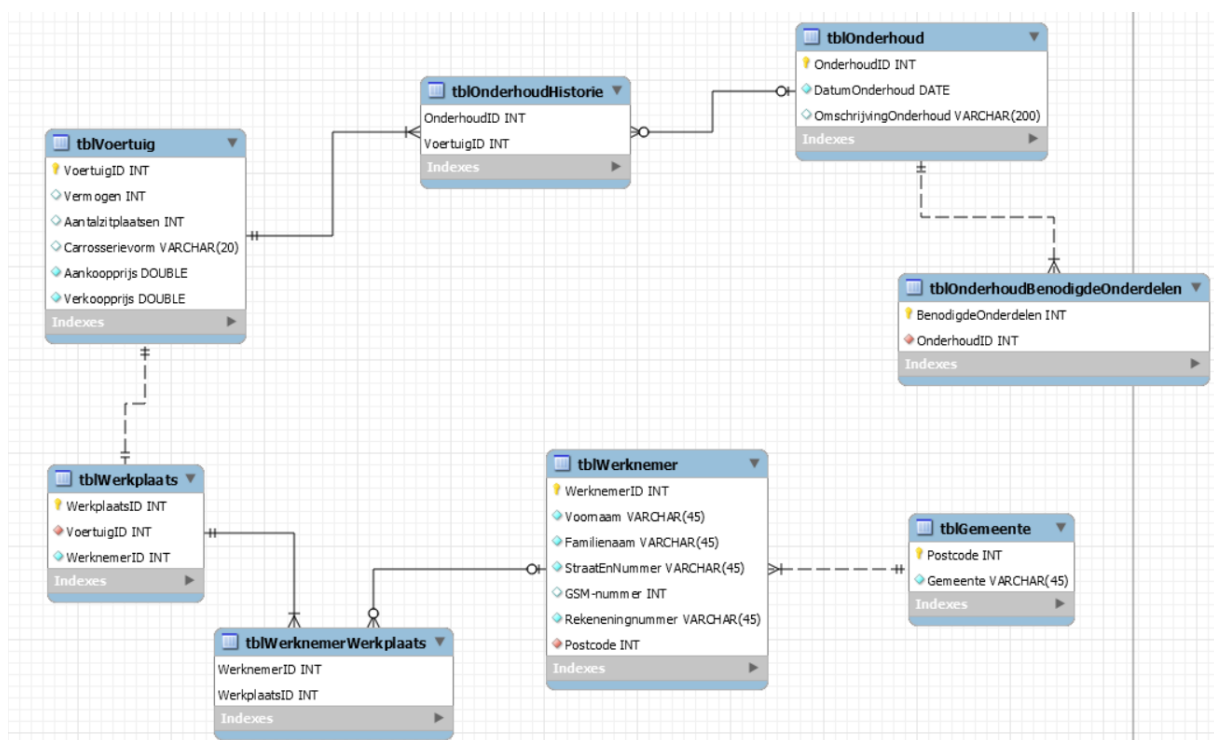 tblVoertuig
VoertuigID INT
Vermogen INT
Aantalzitplaatsen INT
Carrosserievorm VARCHAR(20)
Aankoopprijs DOUBLE
Verkoopprijs DOUBLE
Indexes
tblOnderhoudHistorie
OnderhoudID INT
VoertuigID INT
Indexes
tblOnderhoud
OnderhoudID INT
DatumOnderhoud DATE
OmschrijvingOnderhoud VARCHAR(200)
Indexes
tblOnderhoudBenodigdeOnderdelen
BenodigdeOnderdelen INT
OnderhoudID INT
Indexes
tblWerkplaats
WerkplaatsID INT
VoertuigID INT
WerknemerID INT
Indexes
tblWerknemerWerkplaats
WerknemerID INT
WerkplaatsID INT
Indexes
tblWerknemer
WerknemerID INT
Voornaam VARCHAR(45)
Familienaam VARCHAR(45)
StraatEnNummer VARCHAR(45)
GSM-nummer INT
Rekeneningnummer VARCHAR(45)
Postcode INT
Indexes
tblGemeente
Postcode INT
Gemeente VARCHAR(45)
Indexes